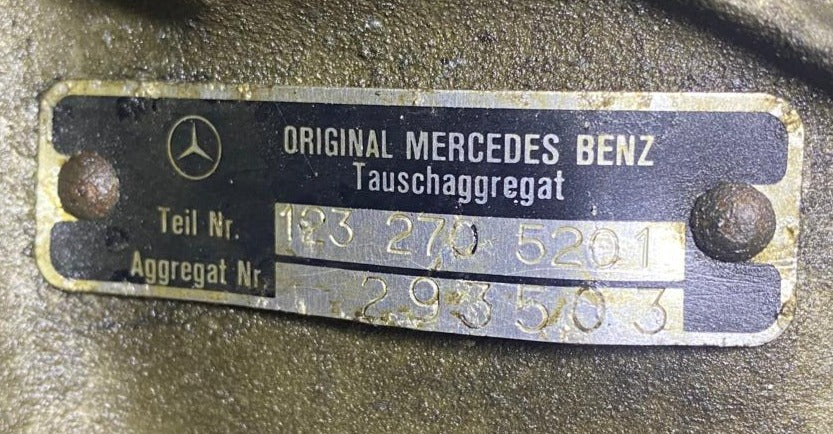 ORIGINAL MERCEDES BENZ
Tauschaggregat
Teil Nr. 123 270 5201
Aggregat Nr. 293503